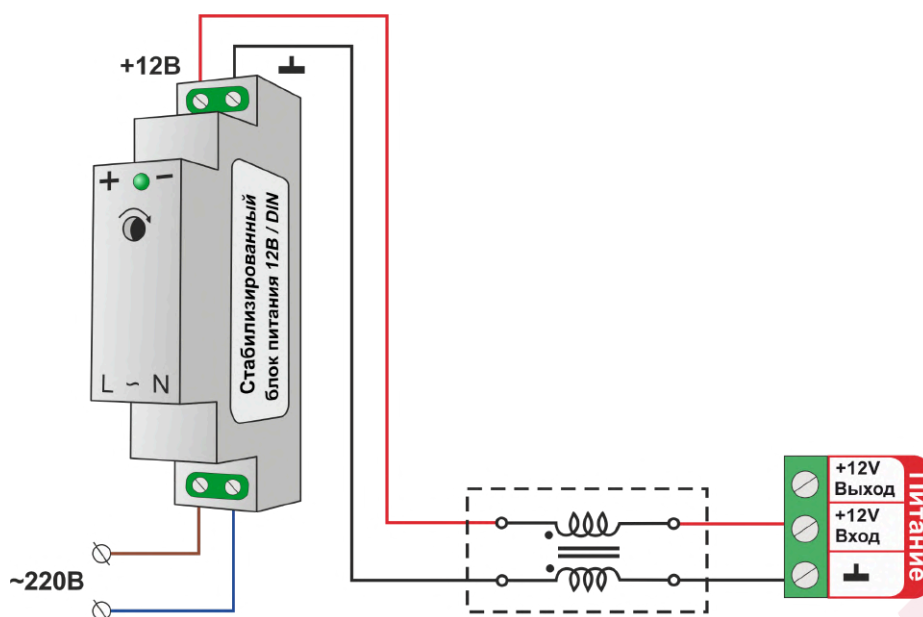 +12В
+ −
Стабилизированный
блок питания 12В / DIN
L ~ N
~220В
+12V
Выход
+12V
Вход
Питание